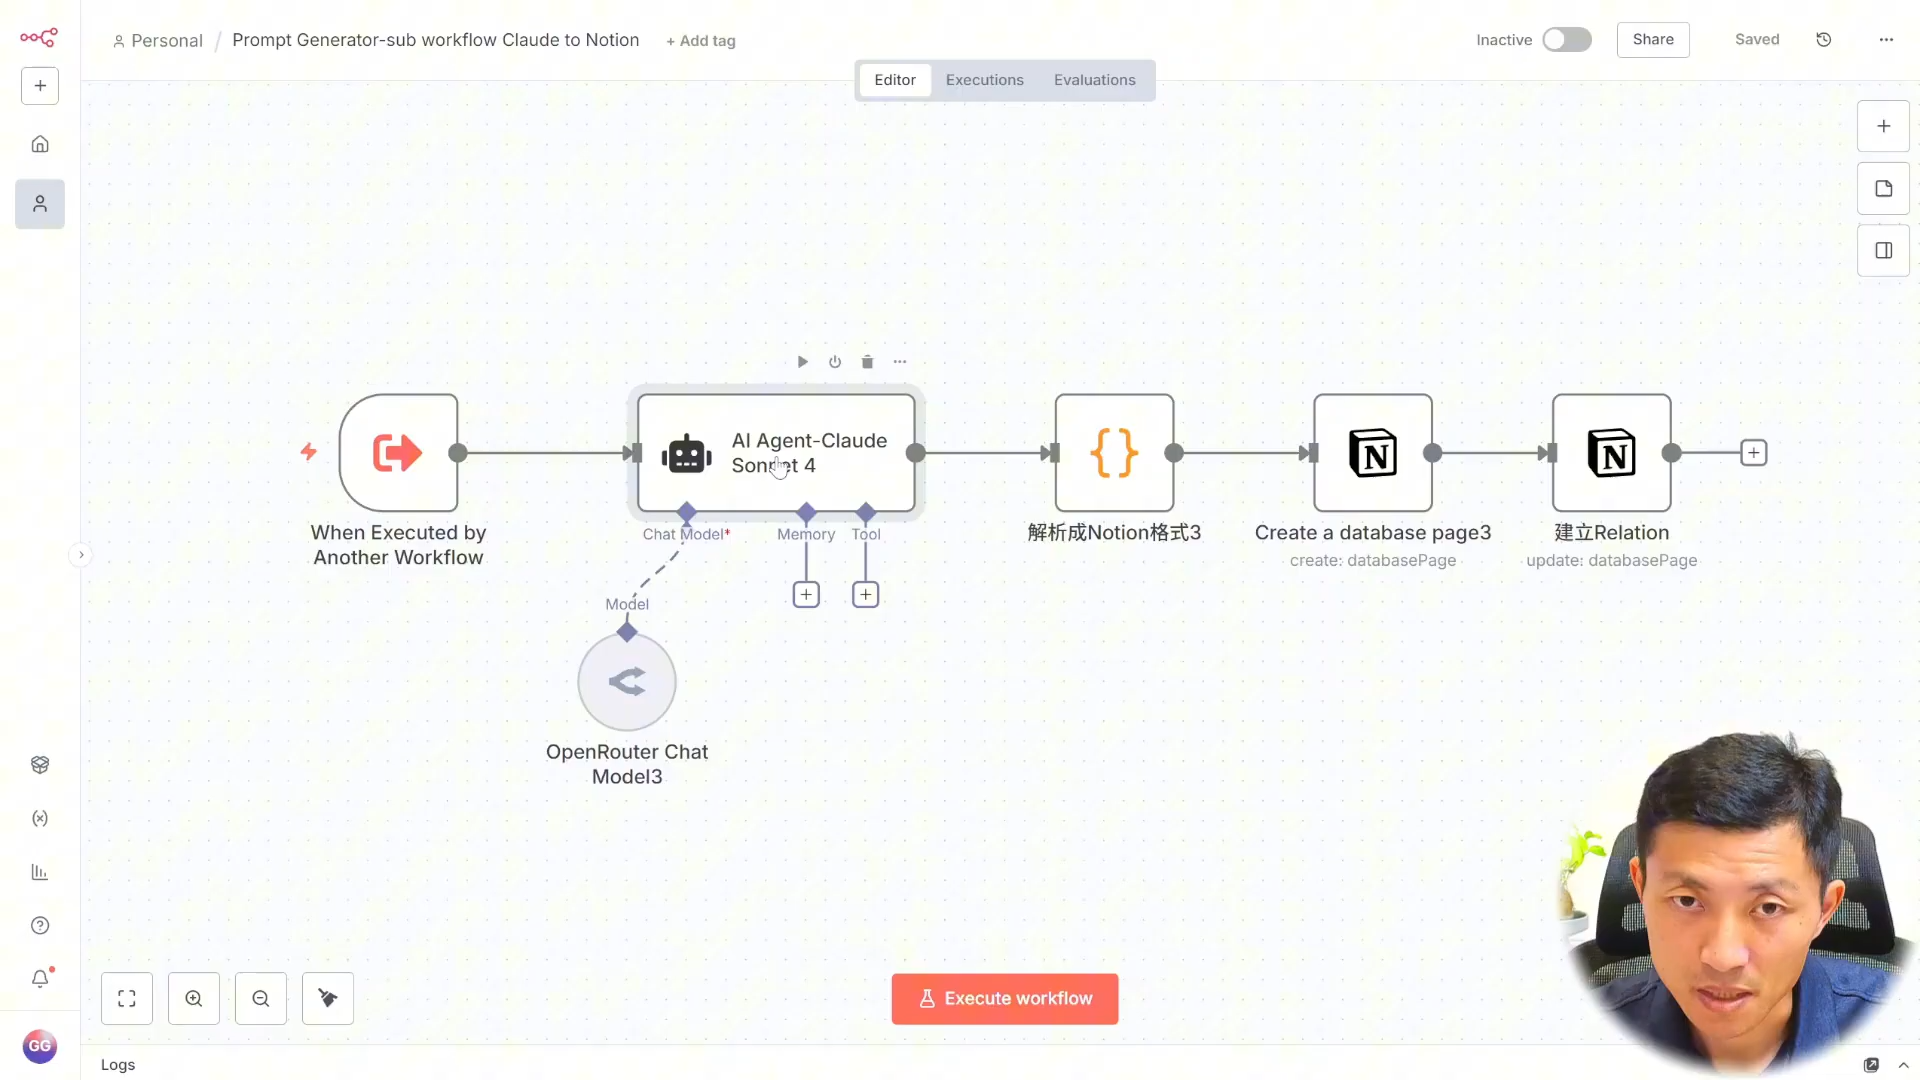 Personal / Prompt Generator-sub workflow Claude to Notion + Add tag
Inactive
Share
Saved
Editor
Executions
Evaluations
When Executed by
Another Workflow
AI Agent-Claude
Sonnet 4
Chat Model*
Memory
Tool
Model
OpenRouter Chat
Model3
解析成Notion格式3
Create a database page3
create: databasePage
建立Relation
update: databasePage
Execute workflow
GG
Logs